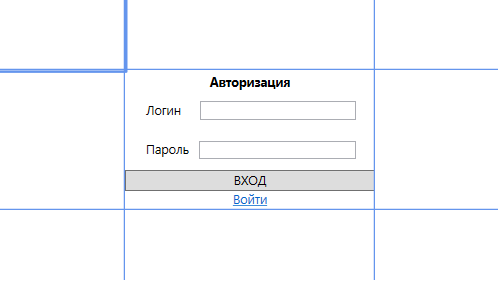 Авторизация
Логин
Пароль
ВХОД
Войти